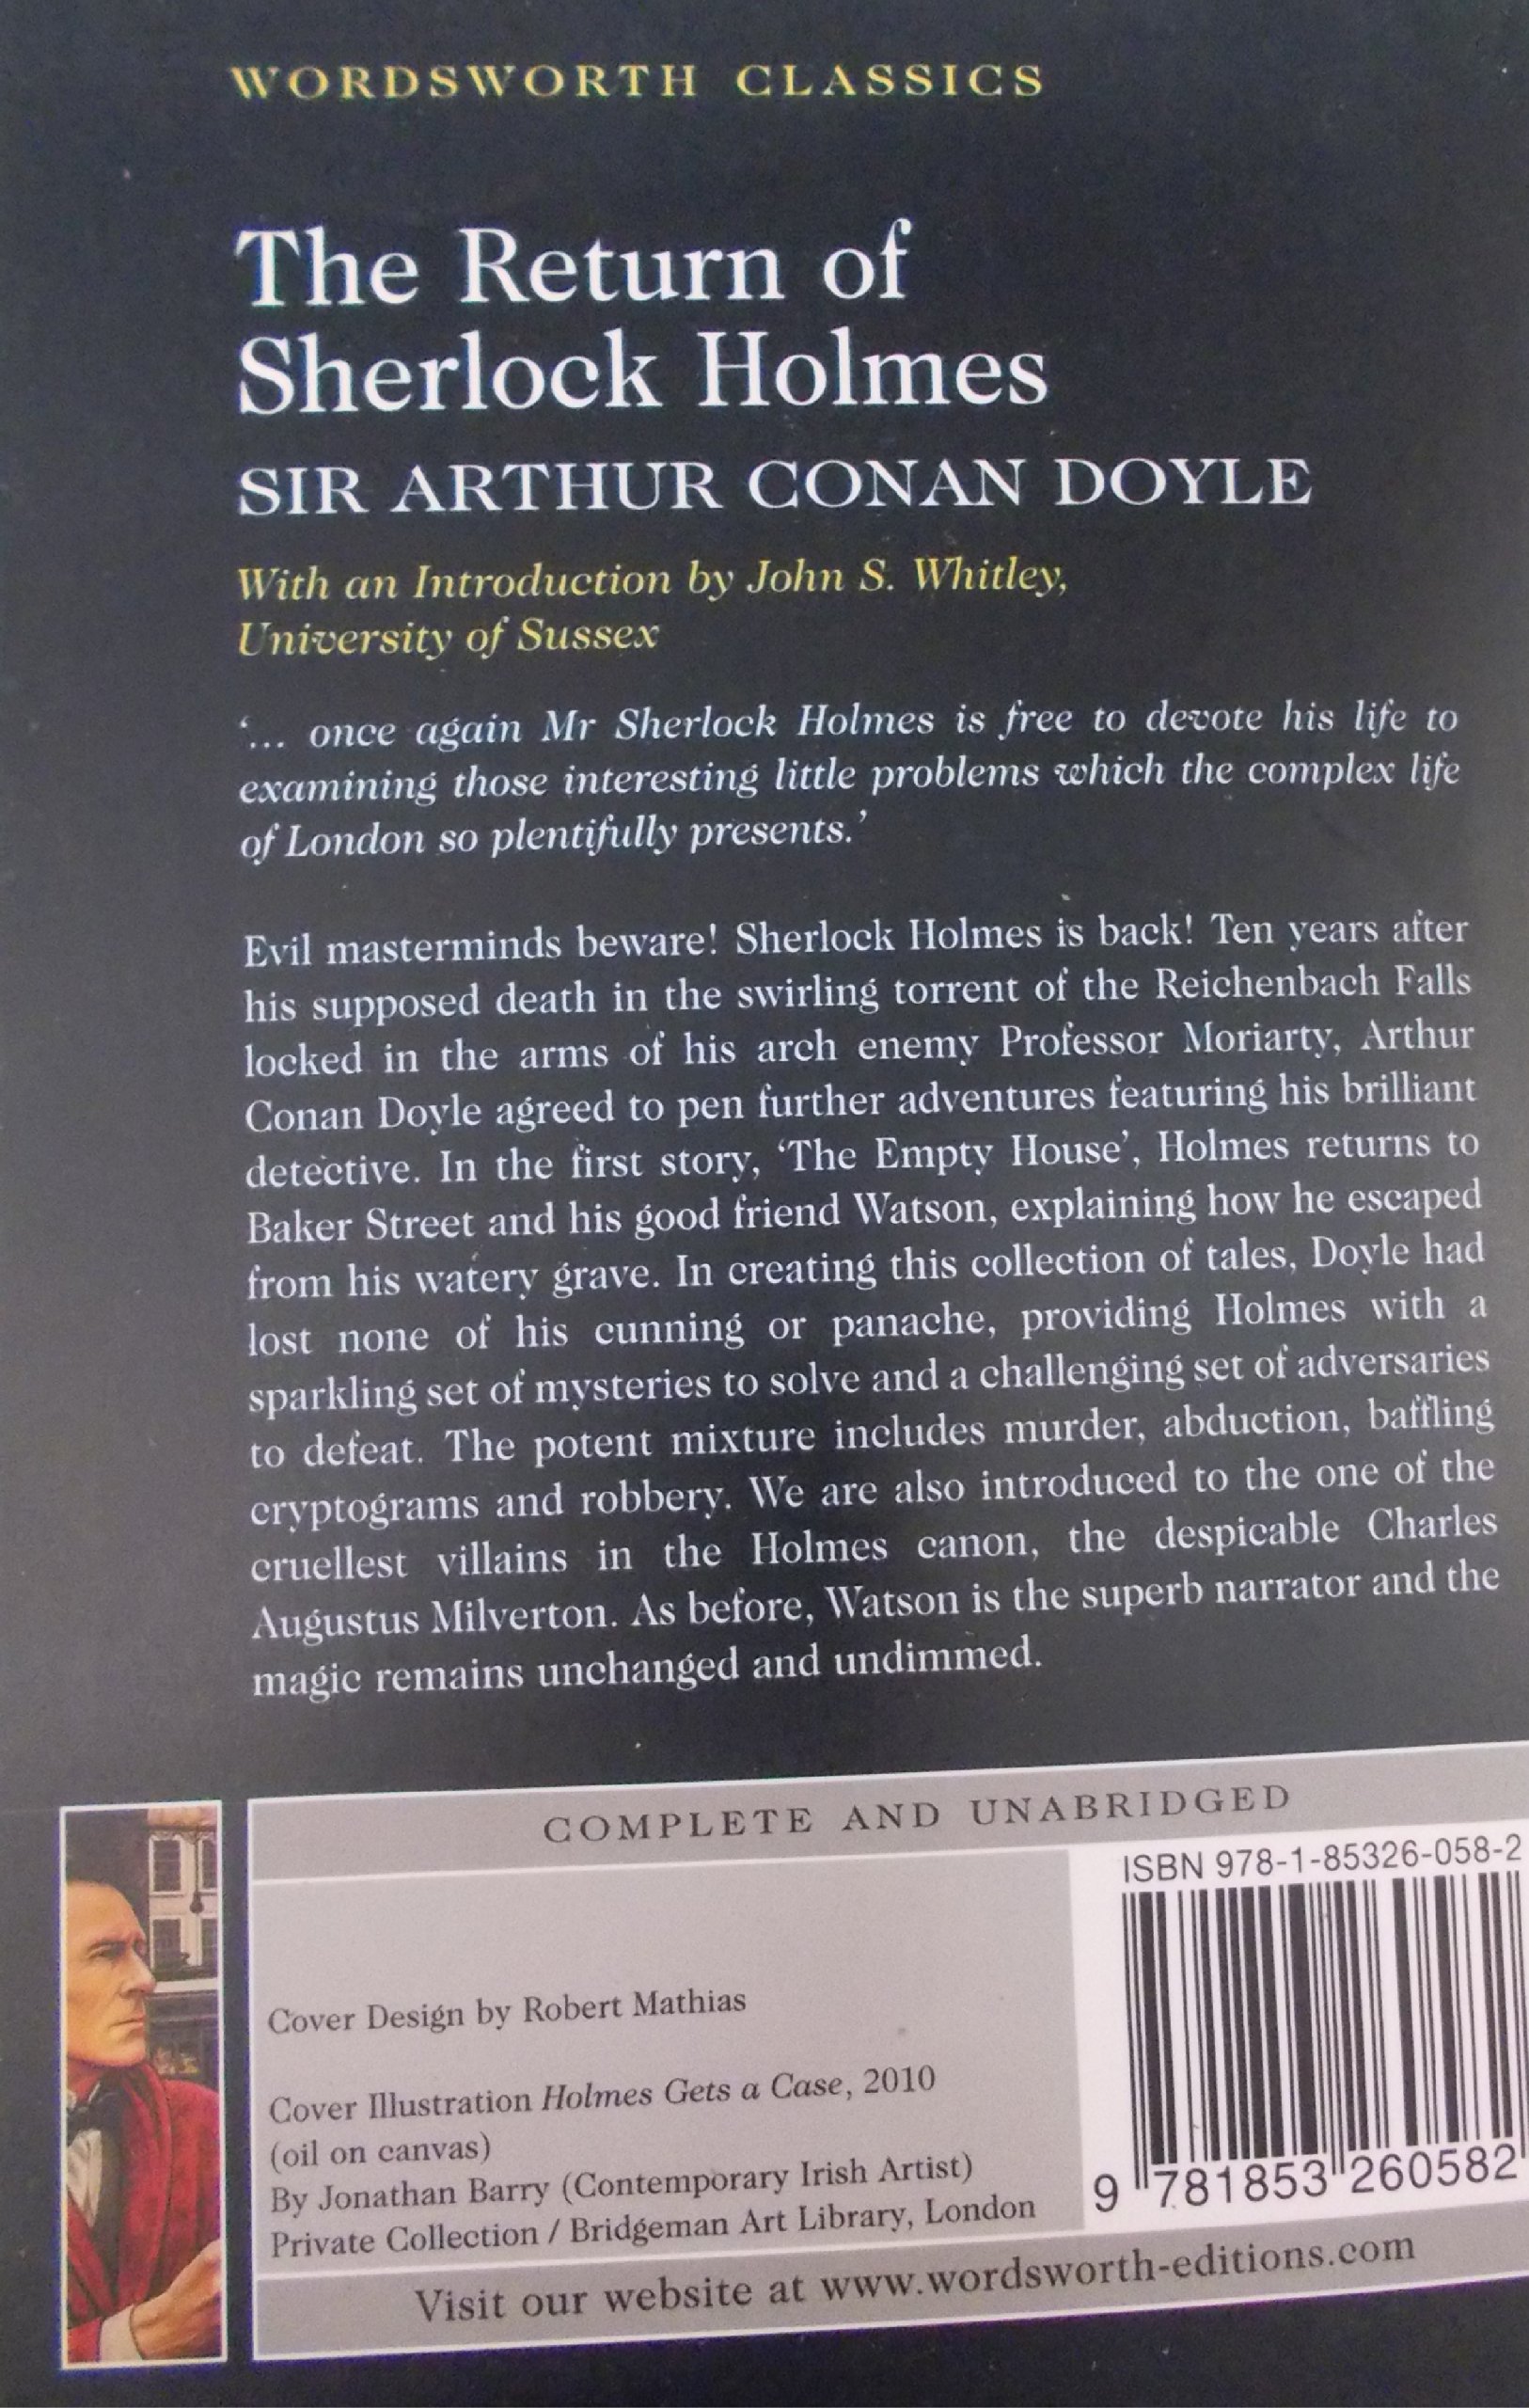 WORDSWORTH CLASSICS
The Return of
Sherlock Holmes
SIR ARTHUR CONAN DOYLE
With an Introduction by John S. Whitley,
University of Sussex
‘... once again Mr Sherlock Holmes is free to devote his life to
examining those interesting little problems which the complex life
of London so plentifully presents.’
Evil masterminds beware! Sherlock Holmes is back! Ten years after
his supposed death in the swirling torrent of the Reichenbach Falls
locked in the arms of his arch enemy Professor Moriarty, Arthur
Conan Doyle agreed to pen further adventures featuring his brilliant
detective. In the first story, ‘The Empty House’, Holmes returns to
Baker Street and his good friend Watson, explaining how he escaped
from his watery grave. In creating this collection of tales, Doyle had
lost none of his cunning or panache, providing Holmes with a
sparkling set of mysteries to solve and a challenging set of adversaries
to defeat. The potent mixture includes murder, abduction, baffling
cryptograms and robbery. We are also introduced to the one of the
cruellest villains in the Holmes canon, the despicable Charles
Augustus Milverton. As before, Watson is the superb narrator and the
magic remains unchanged and undimmed.
COMPLETE AND UNABRIDGED
ISBN 978-1-85326-058-2
Cover Design by Robert Mathias
Cover Illustration Holmes Gets a Case, 2010
(oil on canvas)
By Jonathan Barry (Contemporary Irish Artist)
Private Collection / Bridgeman Art Library, London
9 781853 260582
Visit our website at www.wordsworth-editions.com